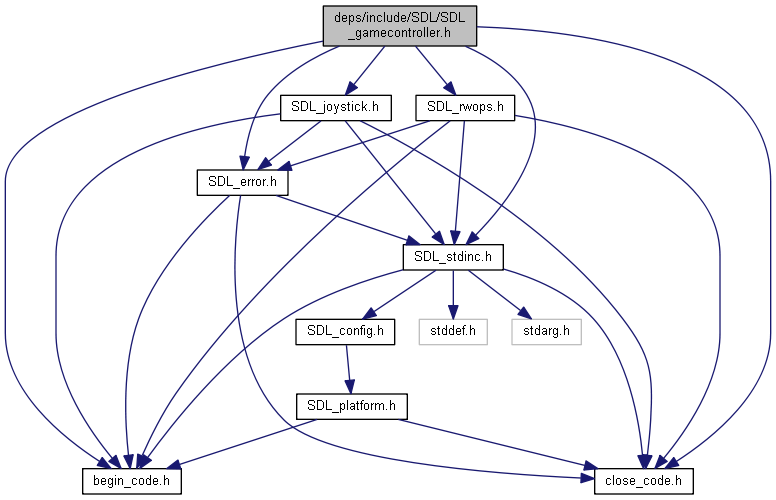 deps/include/SDL/SDL
_gamecontroller.h
SDL_joystick.h
SDL_rwops.h
SDL_error.h
SDL_stdinc.h
SDL_config.h
stddef.h
stdarg.h
SDL_platform.h
begin_code.h
close_code.h